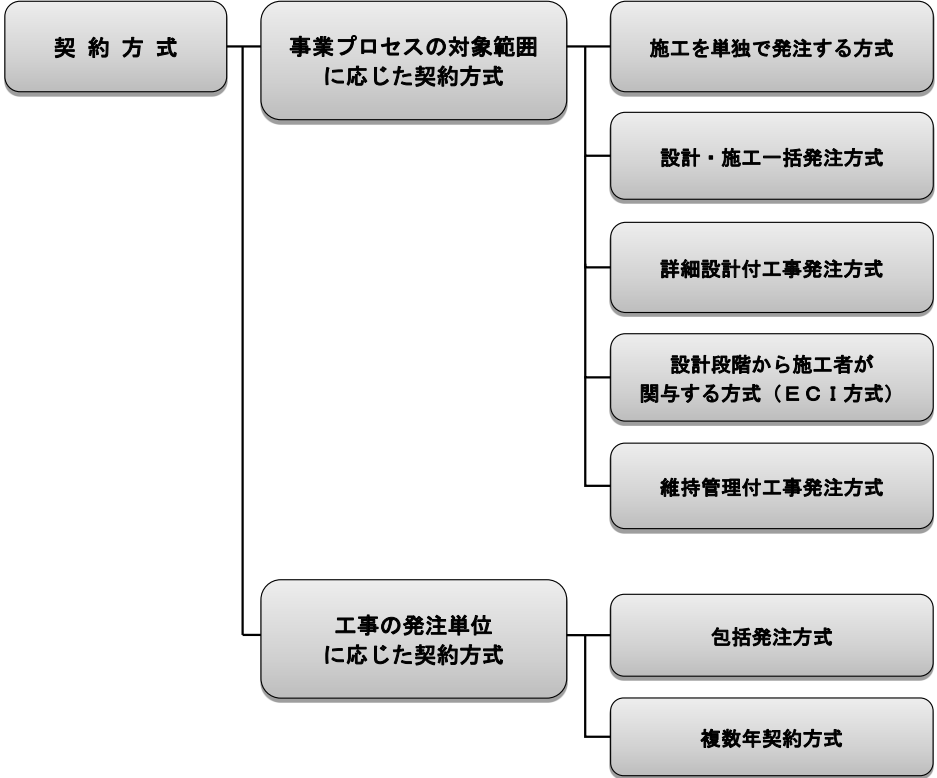 契約方式
事業プロセスの対象範囲
に応じた契約方式
施工を単独で発注する方式
設計・施工一括発注方式
詳細設計付工事発注方式
設計段階から施工者が
関与する方式（ＥＣＩ方式）
維持管理付工事発注方式
工事の発注単位
に応じた契約方式
包括発注方式
複数年契約方式